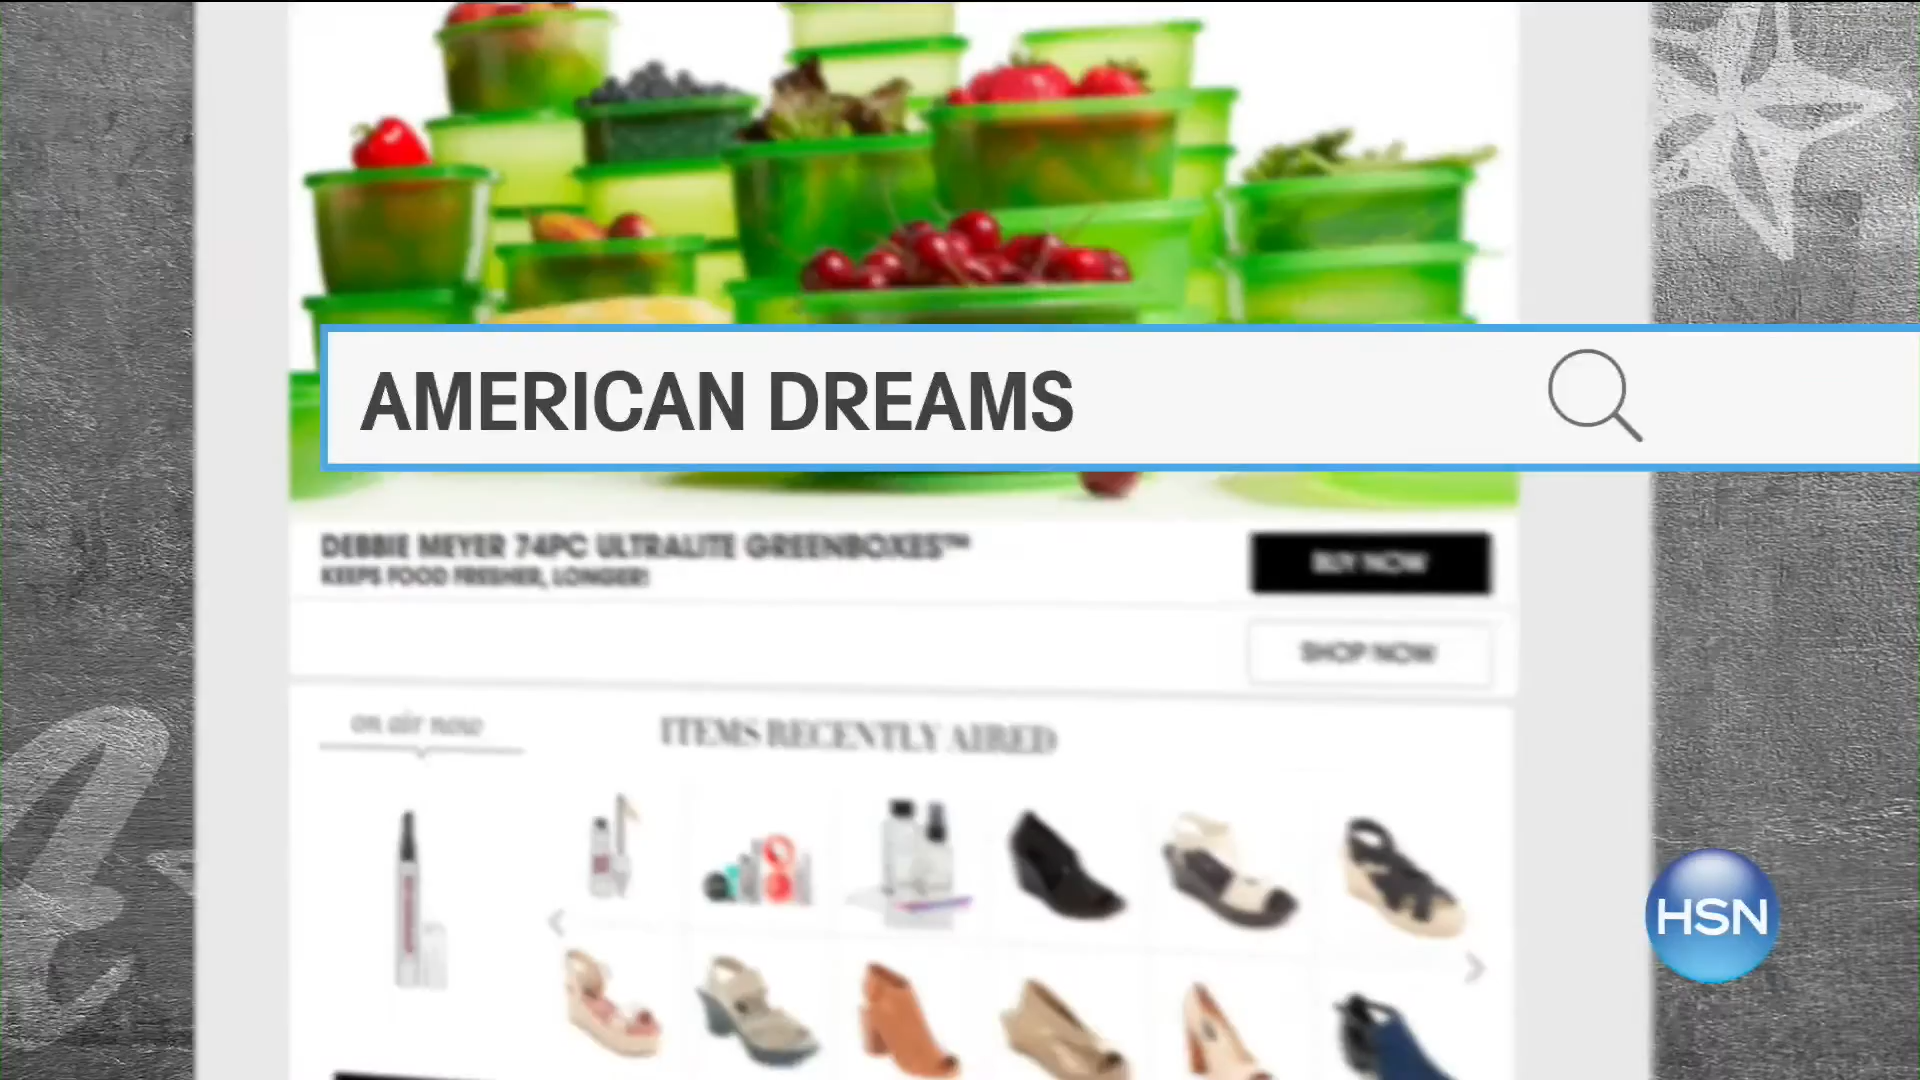 AMERICAN DREAMS
DEBBIE MEYER 74PC ULTRALITE GREENBOXES™
BUY NOW
KEEPS FOOD FRESHER, LONGER!
SHOP NOW
on air now
ITEMS RECENTLY AIRED
HSN